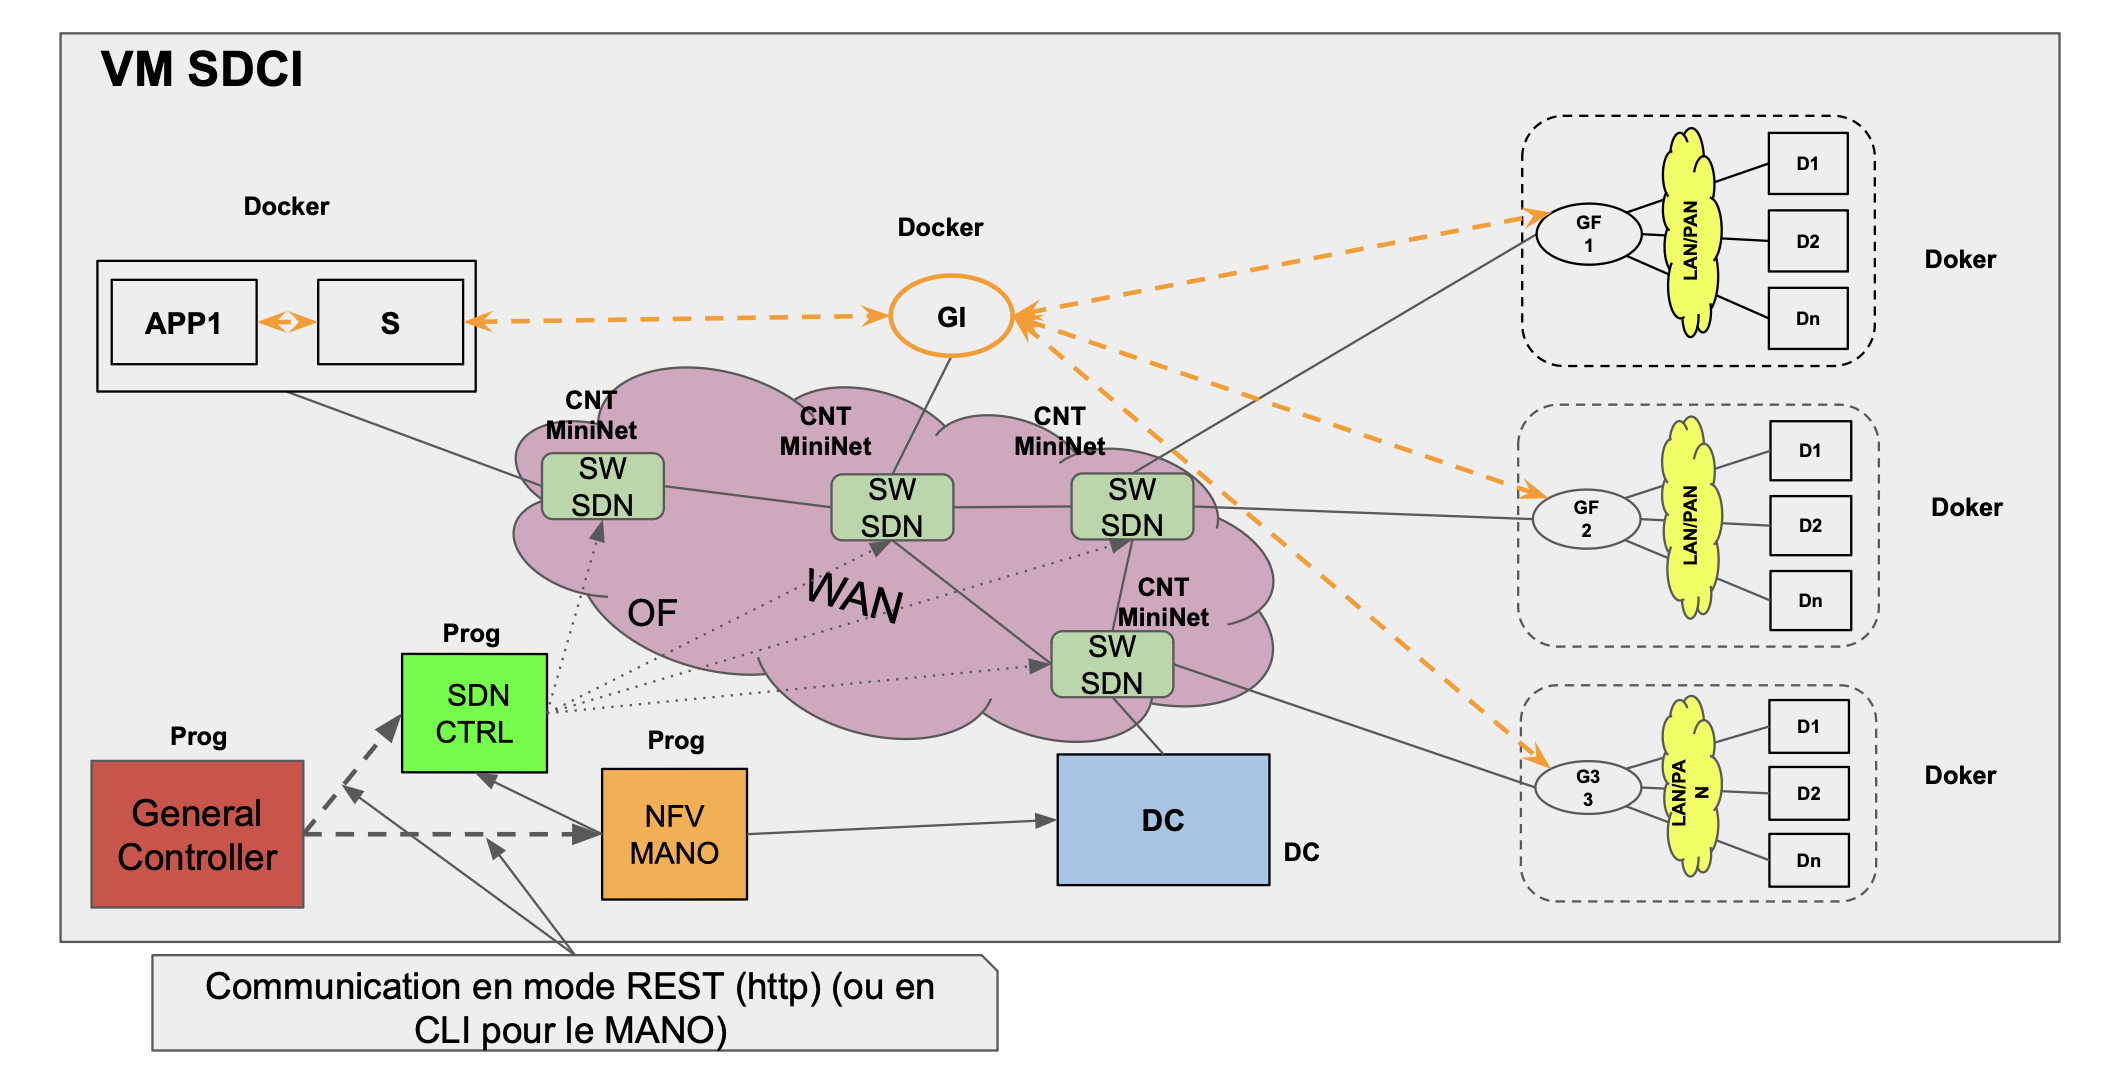 VM SDCI
Docker
APP1
S
Docker
GI
CNT
MiniNet
SW
SDN
CNT
MiniNet
SW
SDN
CNT
MiniNet
SW
SDN
CNT
MiniNet
SW
SDN
OF
WAN
Prog
SDN
CTRL
Prog
General
Controller
Prog
NFV
MANO
DC
DC
GF
1
LAN/PAN
D1
D2
Dn
Doker
GF
2
LAN/PAN
D1
D2
Dn
Doker
G3
3
LAN/PA
N
D1
D2
Dn
Doker
Communication en mode REST (http) (ou en
CLI pour le MANO)